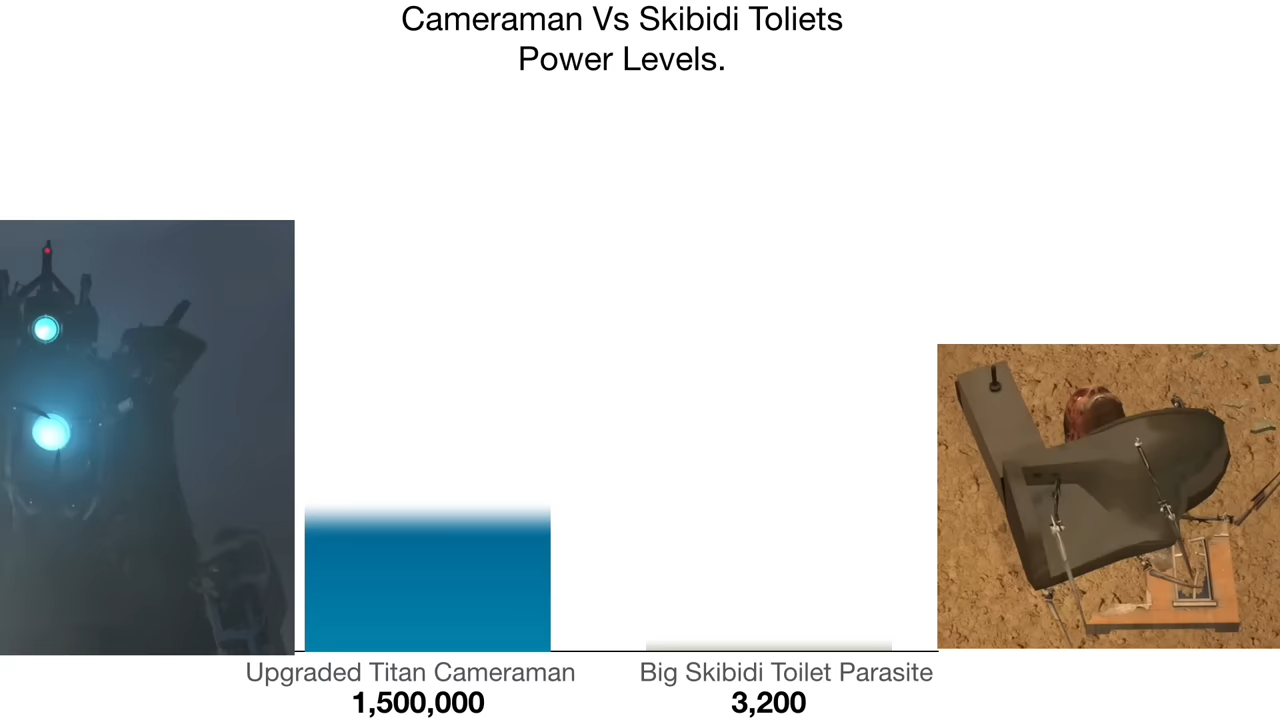 Cameraman Vs Skibidi Toliets
Power Levels.
Upgraded Titan Cameraman
1,500,000
Big Skibidi Toilet Parasite
3,200